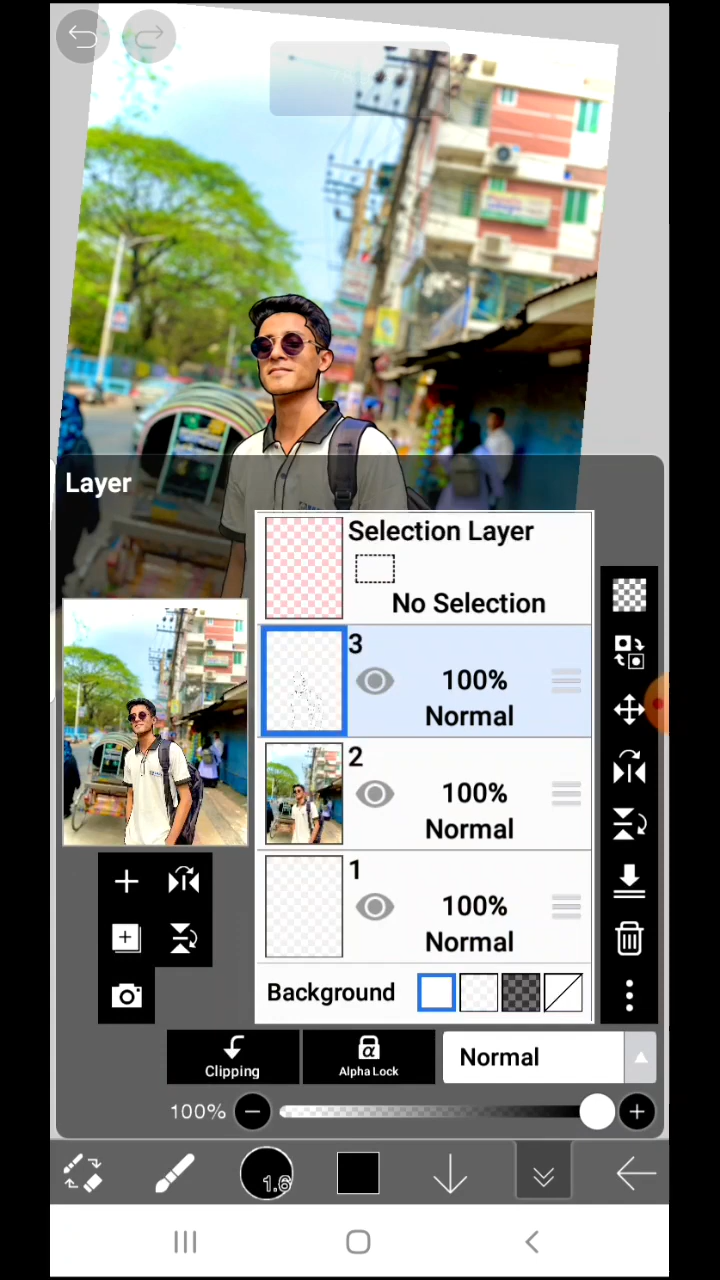 Layer
Selection Layer
No Selection
3
100%
Normal
2
100%
Normal
1
100%
Normal
Background
Clipping
α
Alpha Lock
Normal
100%
1.6